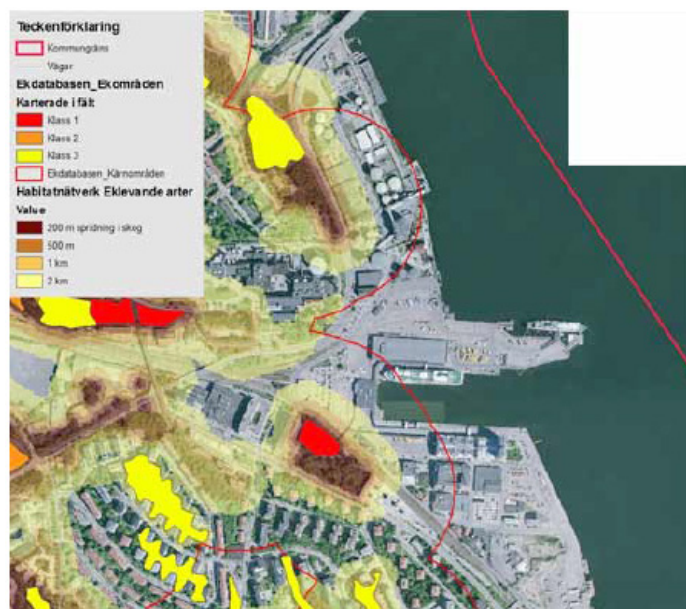 Teckenförklaring
Kommungräns
Vägar
Ekdatabasen_Ekområden
Karterade i fält
Klass 1
Klass 2
Klass 3
Ekdatabasen_Kärnområden
Habitatnätverk Eklevande arter
Value
200 m spridning i skog
500 m
1 km
2 km